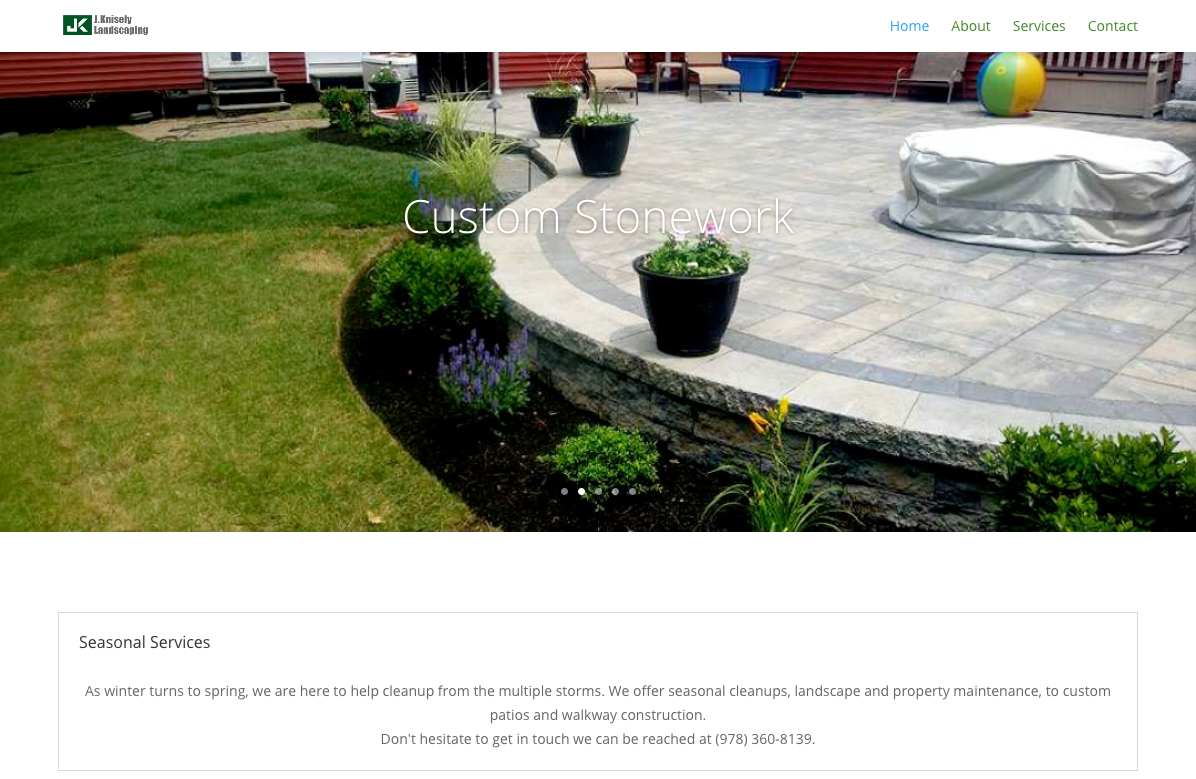 J.Knisely
JK
Landscaping
Home
About
Services
Contact
Custom Stonework
Seasonal Services
As winter turns to spring, we are here to help cleanup from the multiple storms. We offer seasonal cleanups, landscape and property maintenance, to custom
patios and walkway construction.
Don't hesitate to get in touch we can be reached at (978) 360-8139.